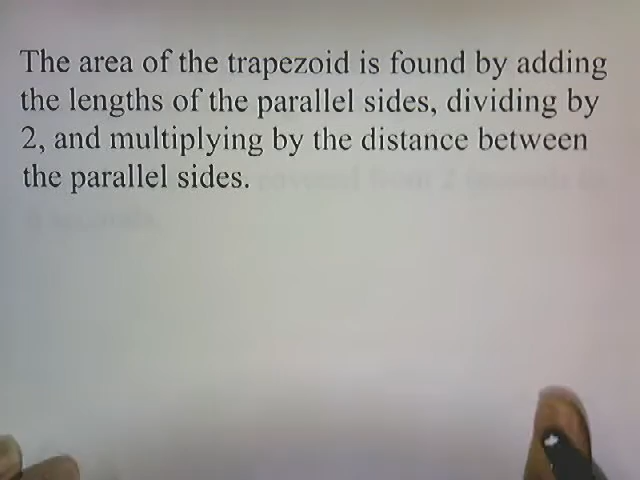 The area of the trapezoid is found by adding
the lengths of the parallel sides, dividing by
2, and multiplying by the distance between
the parallel sides.